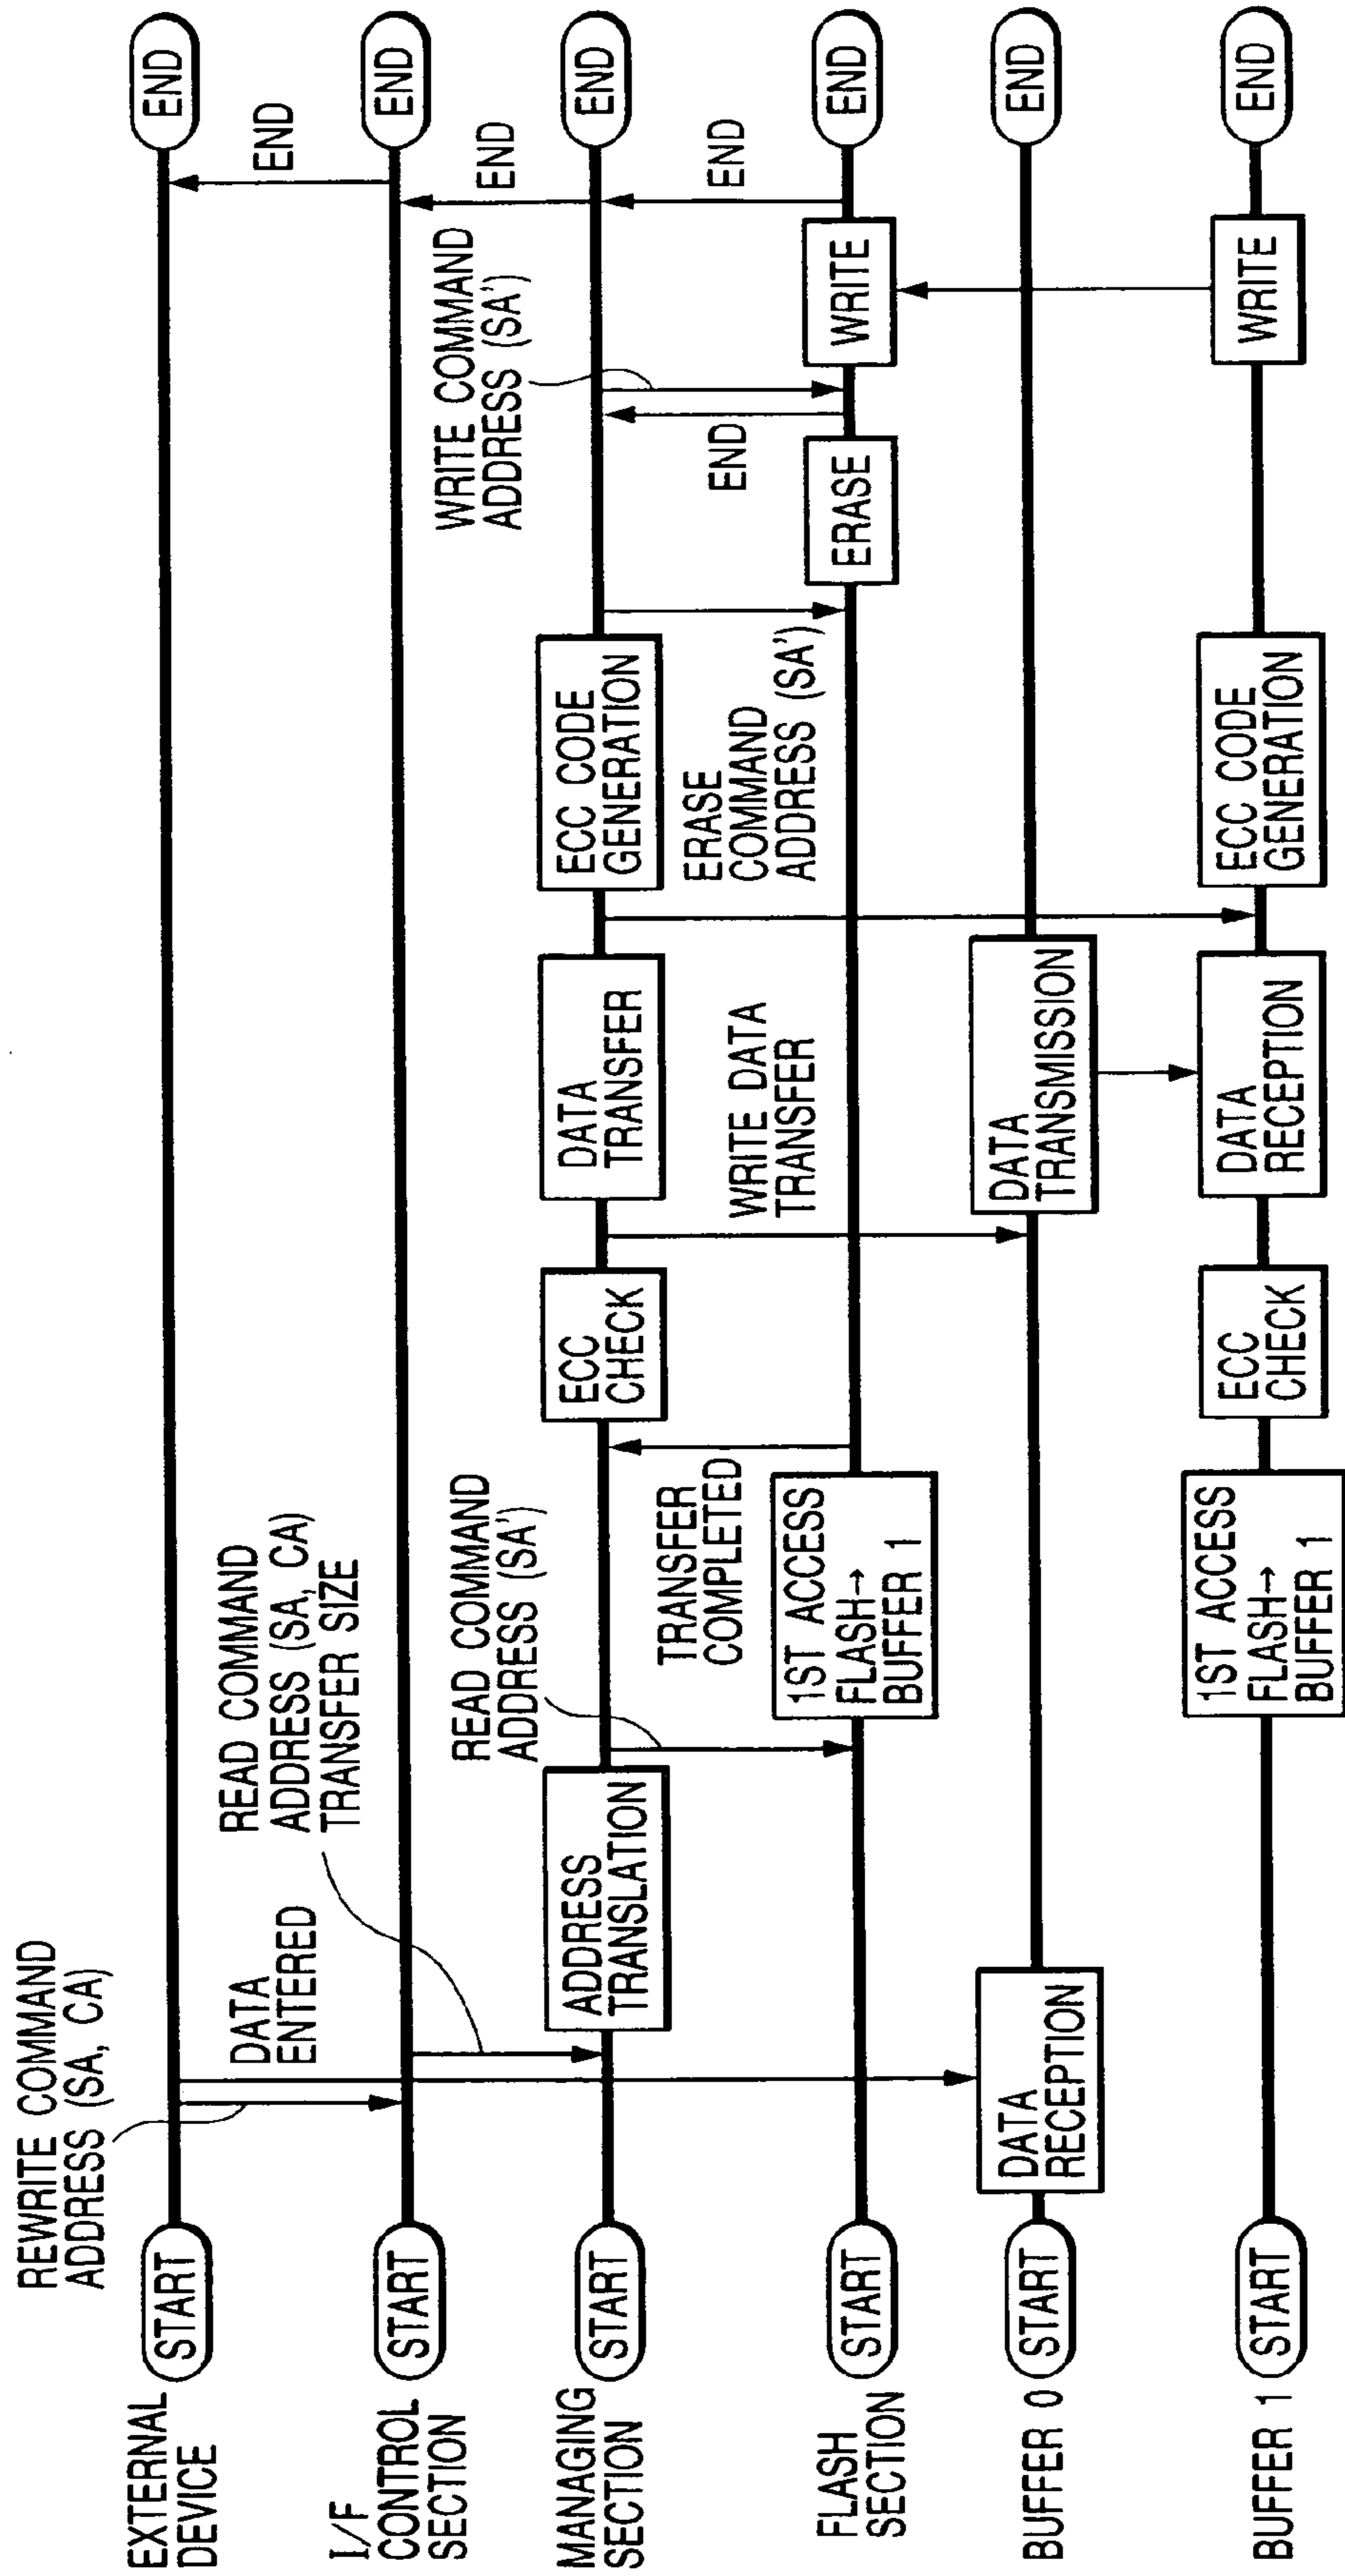 REWRITE COMMAND
ADDRESS (SA, CA)
DATA
ENTERED
READ COMMAND
ADDRESS (SA, CA)
TRANSFER SIZE
EXTERNAL
DEVICE
START
END
END
I/F
CONTROL
SECTION
START
END
END
READ COMMAND
ADDRESS (SA')
WRITE COMMAND
ADDRESS (SA')
MANAGING
SECTION
START
ADDRESS
TRANSLATION
ECC
CHECK
DATA
TRANSFER
ECC CODE
GENERATION
END
TRANSFER
COMPLETED
WRITE DATA
TRANSFER
ERASE
COMMAND
ADDRESS (SA')
END
END
FLASH
SECTION
START
1ST ACCESS
FLASH→
BUFFER 1
ERASE
WRITE
END
BUFFER 0
START
DATA
RECEPTION
DATA
TRANSMISSION
END
BUFFER 1
START
1ST ACCESS
FLASH→
BUFFER 1
ECC
CHECK
DATA
RECEPTION
ECC CODE
GENERATION
WRITE
END